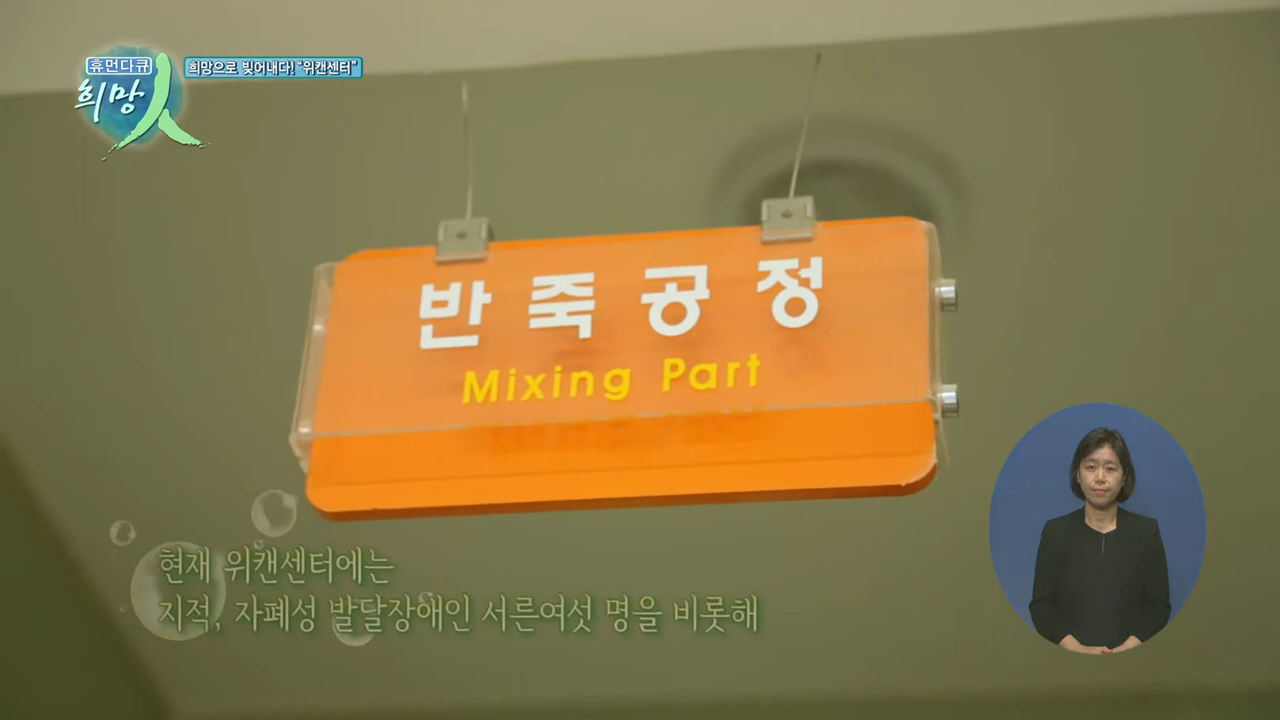 휴먼다큐
희망人
희망으로 빚어내다! "위캔센터"
반죽공정
Mixing Part
현재 위캔센터에는
지적, 자폐성 발달장애인 서른여섯 명을 비롯해